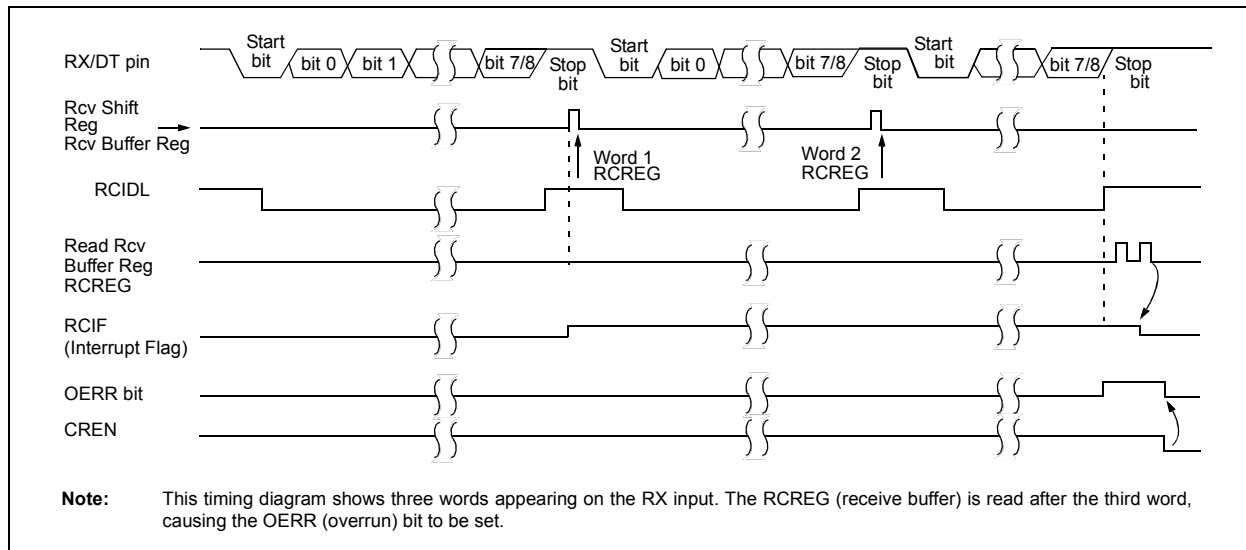 RX/DT pin
Start
bit
bit 0
bit 1
bit 7/8
Stop
bit
Start
bit
bit 0
bit 7/8
Stop
bit
Start
bit
bit 7/8
Stop
bit
Rcv Shift
Reg
Rcv Buffer Reg
Word 1
RCREG
Word 2
RCREG
RCIDL
Read Rcv
Buffer Reg
RCREG
RCIF
(Interrupt Flag)
OERR bit
CREN
Note: This timing diagram shows three words appearing on the RX input. The RCREG (receive buffer) is read after the third word,
causing the OERR (overrun) bit to be set.